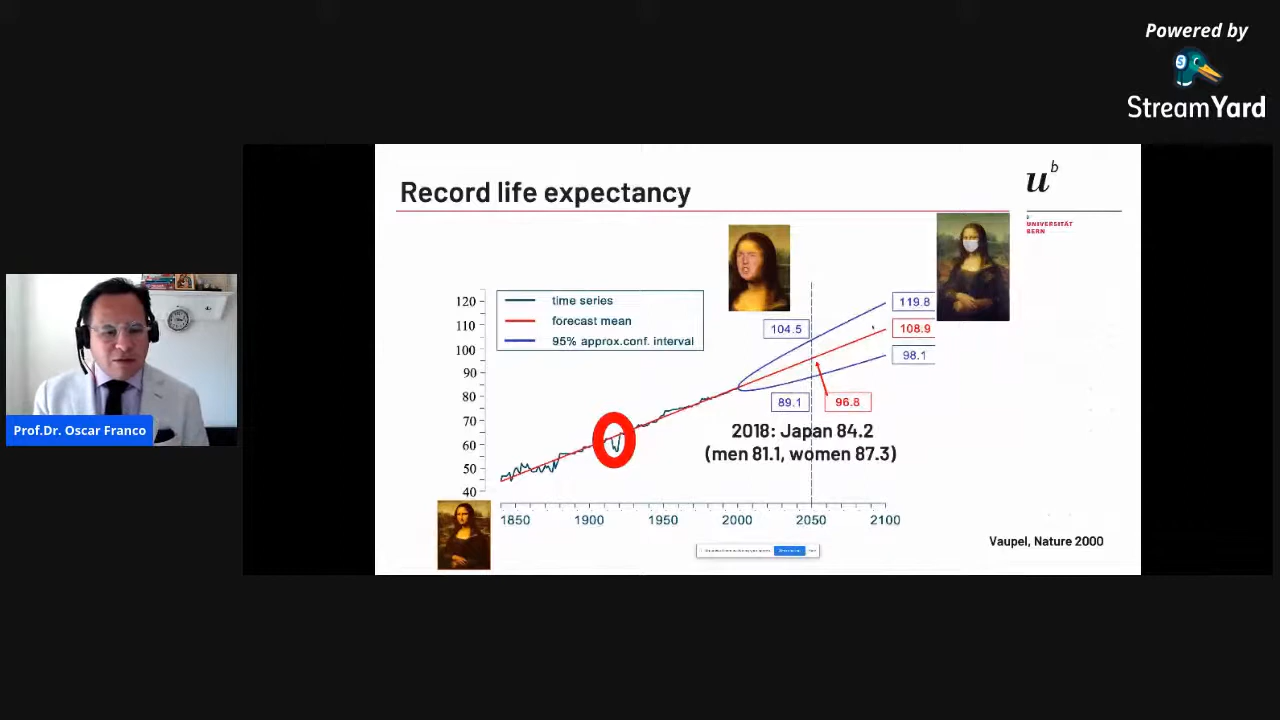 Powered by
StreamYard
Record life expectancy
u^b
UNIVERSITÄT
BERN
120
110
100
90
80
70
60
50
40
time series
forecast mean
95% approx.conf. interval
104.5
119.8
108.9
98.1
89.1
96.8
2018: Japan 84.2
(men 81.1, women 87.3)
1850 1900 1950 2000 2050 2100
Vaupel, Nature 2000
Prof.Dr. Oscar Franco